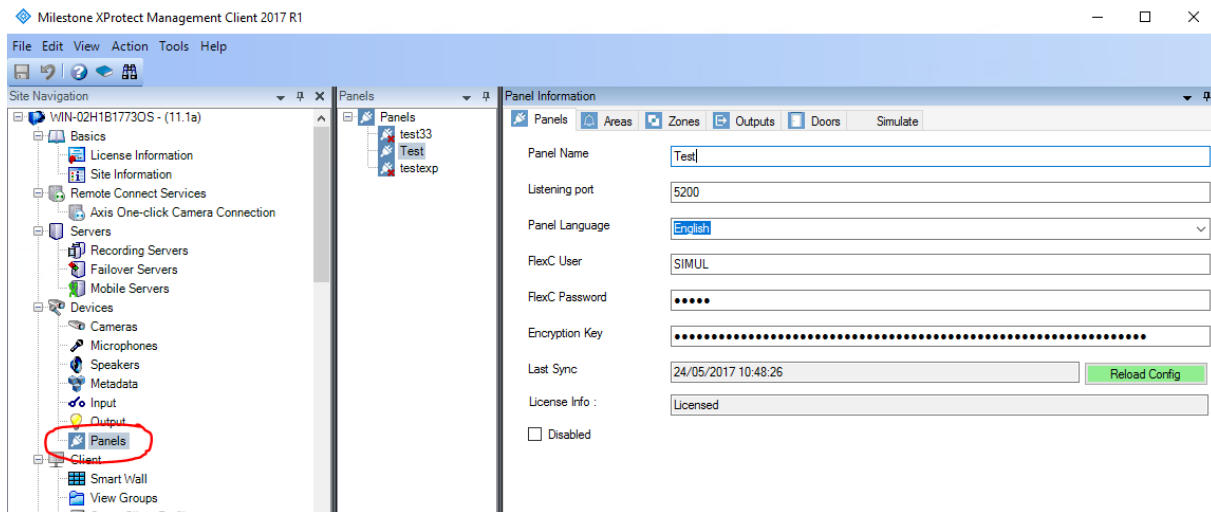 Milestone XProtect Management Client 2017 R1
File Edit View Action Tools Help
Site Navigation
WIN-02H1B1773OS - (11.1a)
Basics
License Information
Site Information
Remote Connect Services
Axis One-click Camera Connection
Servers
Recording Servers
Failover Servers
Mobile Servers
Devices
Cameras
Microphones
Speakers
Metadata
Input
Output
Panels
Client
Smart Wall
View Groups
Panels
Panels
test33
Test
testexp
Panel Information
Panels Areas Zones Outputs Doors Simulate
Panel Name Test
Listening port 5200
Panel Language English
FlexC User SIMUL
FlexC Password •••••
Encryption Key
Last Sync 24/05/2017 10:48:26 Reload Config
License Info : Licensed
Disabled